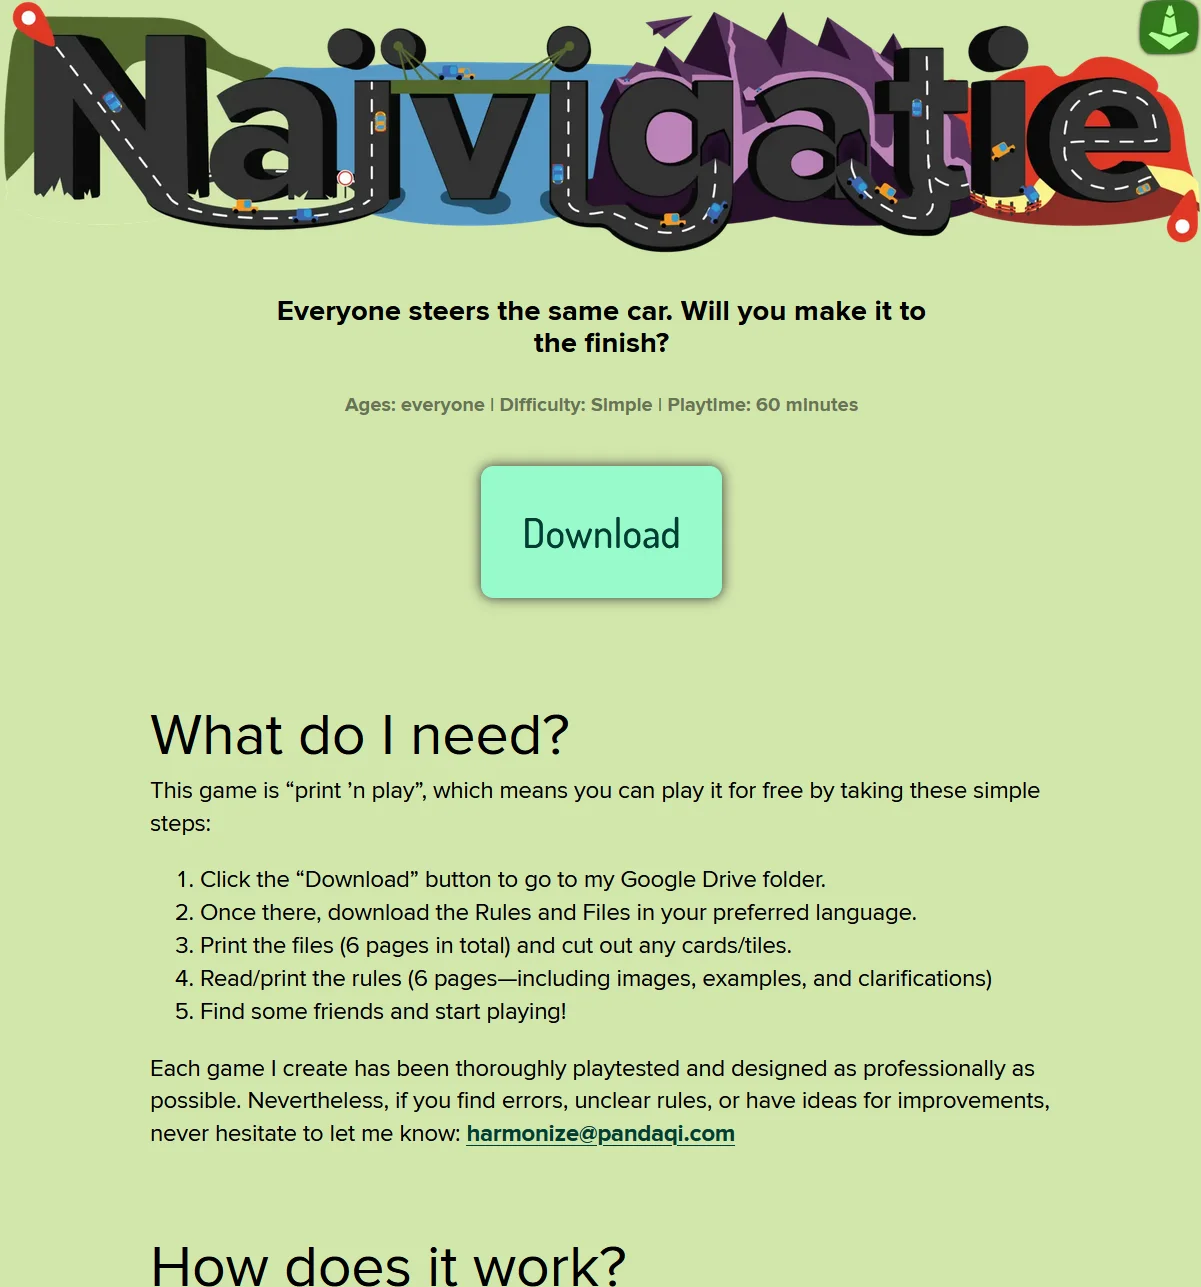 Naïvigatie
Everyone steers the same car. Will you make it to
the finish?
Ages: everyone | Difficulty: Simple | Playtime: 60 minutes
Download
What do I need?
This game is “print ’n play”, which means you can play it for free by taking these simple
steps:
1. Click the “Download” button to go to my Google Drive folder.
2. Once there, download the Rules and Files in your preferred language.
3. Print the files (6 pages in total) and cut out any cards/tiles.
4. Read/print the rules (6 pages—including images, examples, and clarifications)
5. Find some friends and start playing!
Each game I create has been thoroughly playtested and designed as professionally as
possible. Nevertheless, if you find errors, unclear rules, or have ideas for improvements,
never hesitate to let me know: harmonize@pandaqi.com
How does it work?